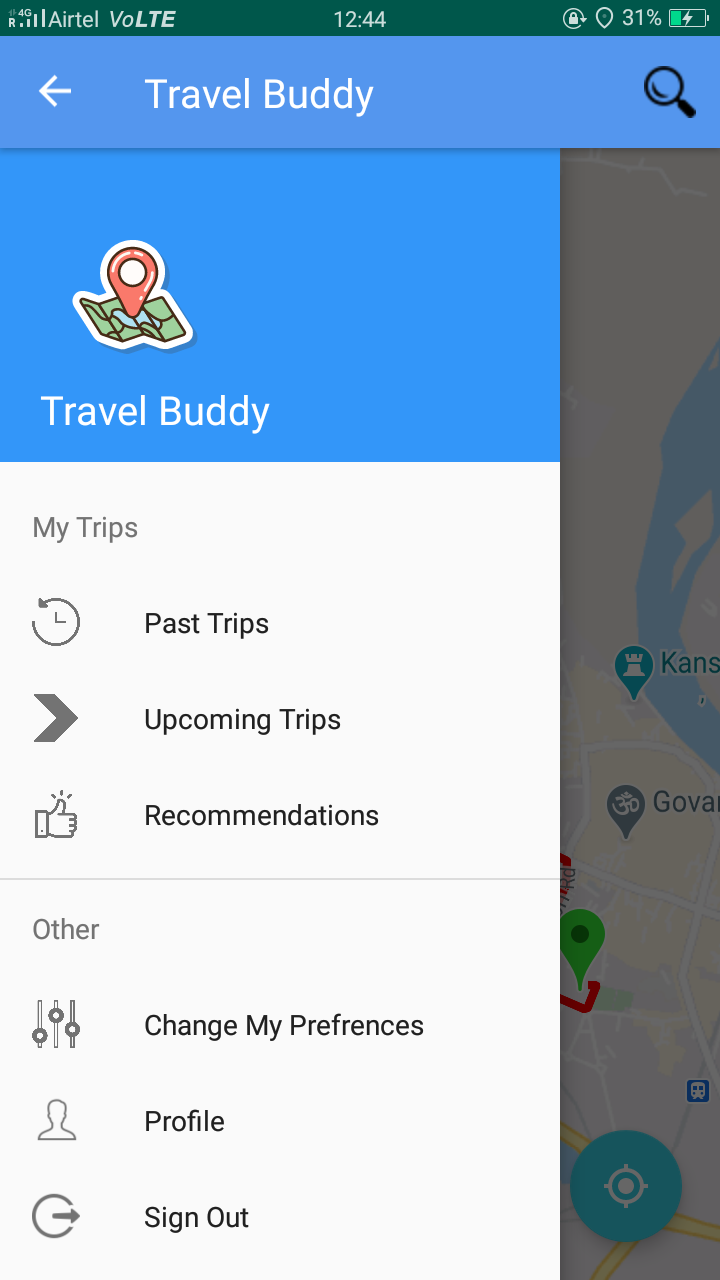 4G
R
Airtel VoLTE 12:44 31%
Travel Buddy
Travel Buddy
My Trips
Past Trips
Upcoming Trips
Recommendations
Other
Change My Prefrences
Profile
Sign Out
Kans
,
Govar
ॐ
Rd